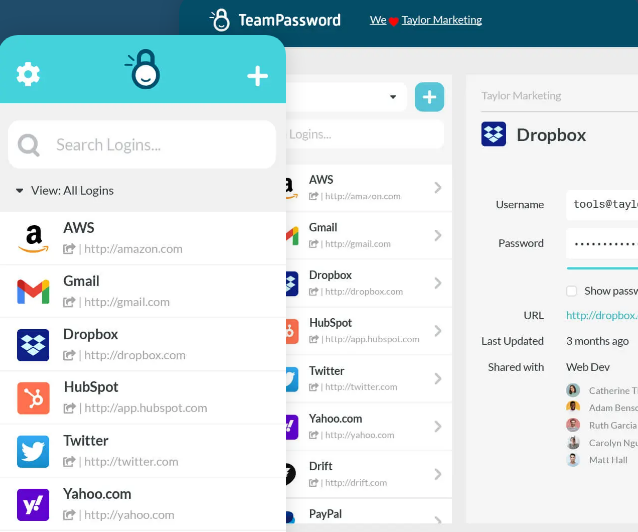 TeamPassword
We Taylor Marketing
Search Logins...
View: All Logins
AWS
| http://amazon.com
Gmail
| http://gmail.com
Dropbox
| http://dropbox.com
HubSpot
| http://app.hubspot.com
Twitter
| http://twitter.com
Yahoo.com
| http://yahoo.com
Logins...
AWS
| http://amazon.com
Gmail
| http://gmail.com
Dropbox
| http://dropbox.com
HubSpot
| http://app.hubspot.com
Twitter
| http://twitter.com
Yahoo.com
| http://yahoo.com
Drift
| http://drift.com
PayPal
Taylor Marketing
Dropbox
Username tools@tayl
Password ••••••••••••
Show passw
URL http://dropbox.
Last Updated 3 months ago
Shared with Web Dev
Catherine T
Adam Benso
Ruth Garcia
Carolyn Ngu
Matt Hall